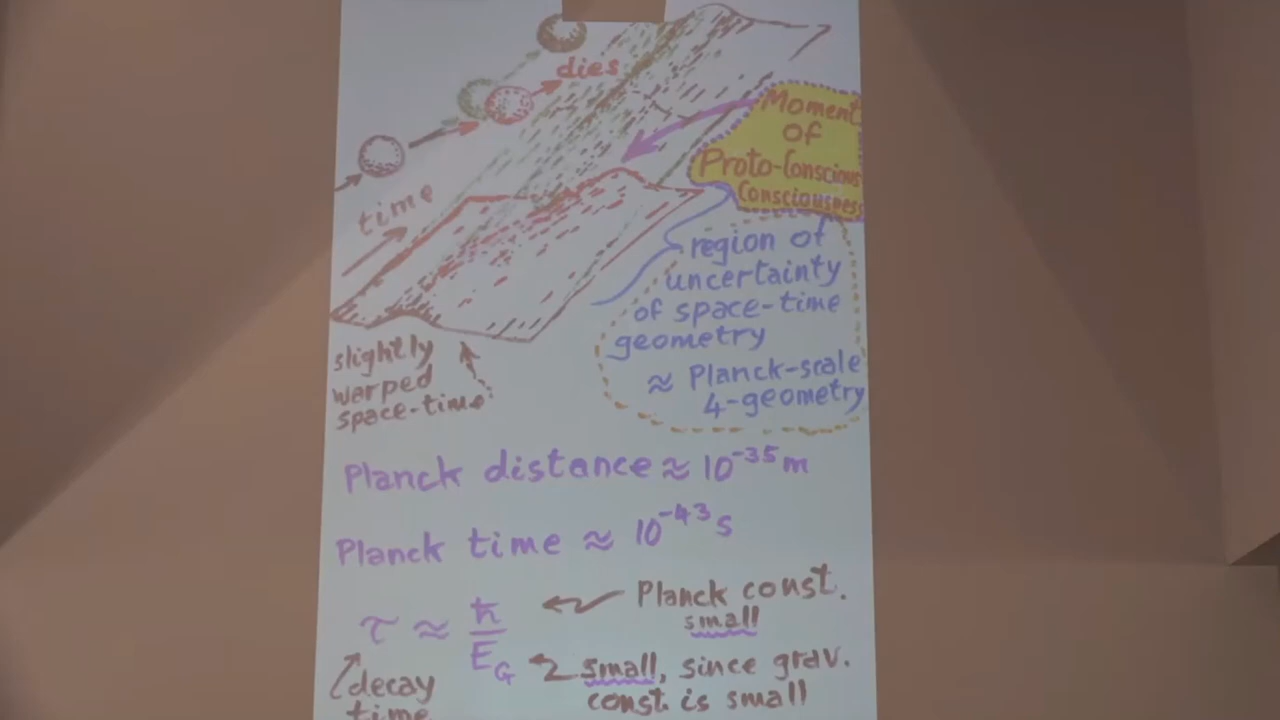 dies
Moment
of
Proto-Conscious
Consciousness
time
region of
uncertainty
of space-time
geometry
≈ Planck-scale
4-geometry
slightly
warped
space-time
Planck distance ≈ 10⁻³⁵ m
Planck time ≈ 10⁻⁴³ s
τ ≈ ħ/E_G
Planck const.
small
small, since grav.
const. is small
decay
time